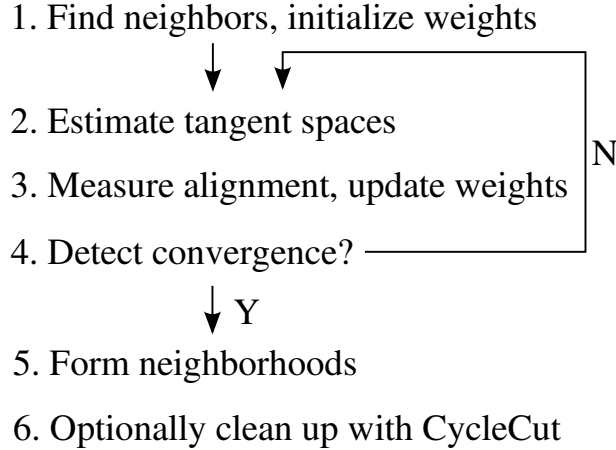 1. Find neighbors, initialize weights
2. Estimate tangent spaces
N
3. Measure alignment, update weights
4. Detect convergence?
Y
5. Form neighborhoods
6. Optionally clean up with CycleCut